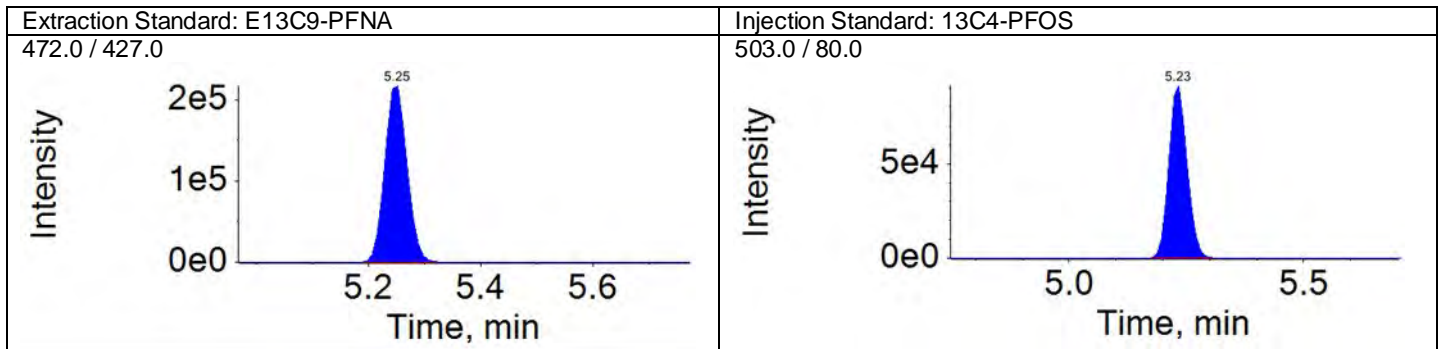 Extraction Standard: E13C9-PFNA
472.0 / 427.0
5.25
2e5
1e5
0e0
Intensity
5.2 5.4 5.6
Time, min
Injection Standard: 13C4-PFOS
503.0 / 80.0
5.23
5e4
0e0
Intensity
5.0 5.5
Time, min